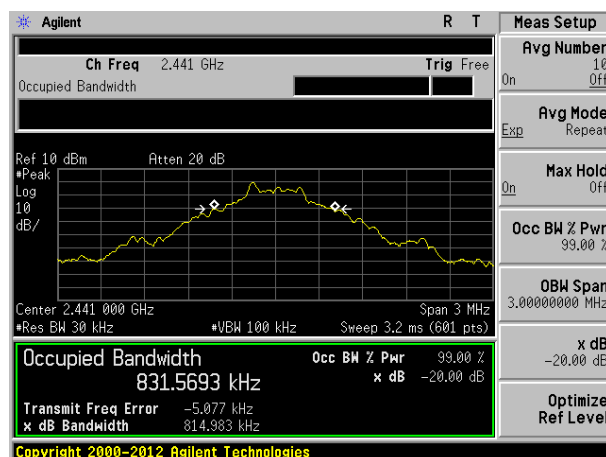 Agilent R T Meas Setup
Ch Freq 2.441 GHz Trig Free
Occupied Bandwidth
Avg Number
10
On Off
Avg Mode
Exp Repeat
Max Hold
On Off
Occ BW % Pwr
99.00 %
OBW Span
3.00000000 MHz
x dB
-20.00 dB
Optimize
Ref Level
Ref 10 dBm Atten 20 dB
#Peak
Log
10
dB/
Center 2.441 000 GHz Span 3 MHz
#Res BW 30 kHz #VBW 100 kHz Sweep 3.2 ms (601 pts)
Occupied Bandwidth Occ BW % Pwr 99.00 %
831.5693 kHz x dB -20.00 dB
Transmit Freq Error -5.077 kHz
x dB Bandwidth 814.983 kHz
Copyright 2000-2012 Agilent Technologies